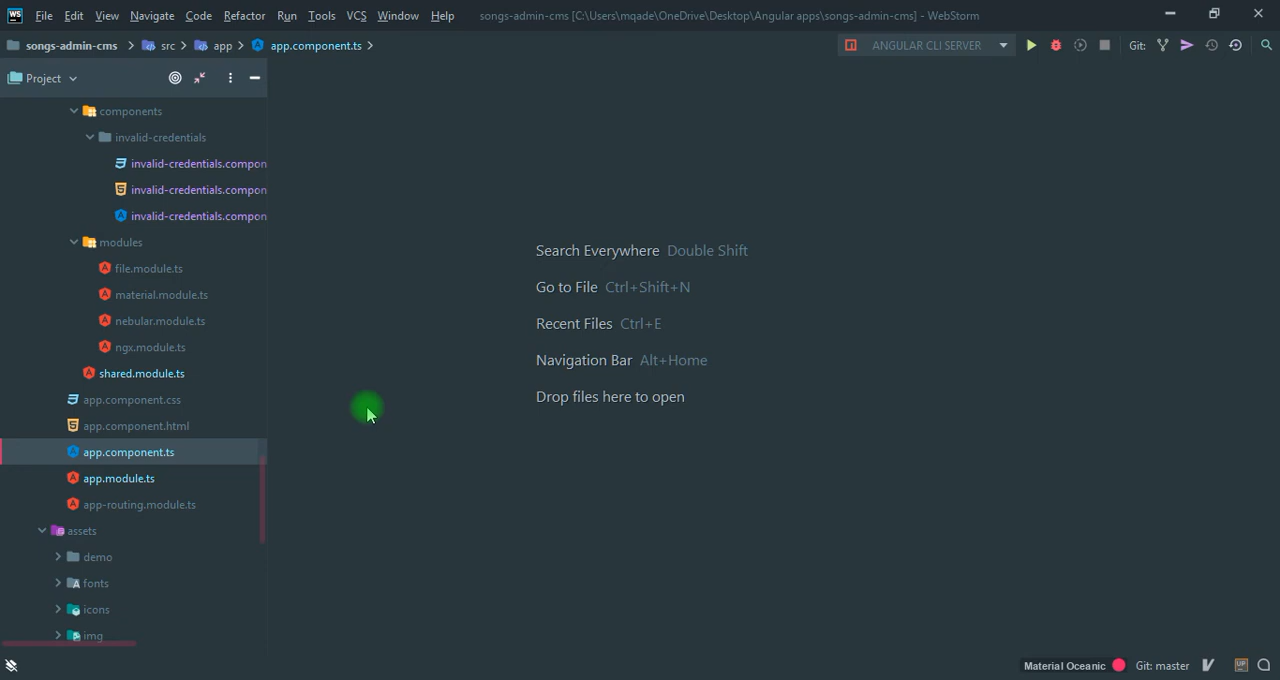 WS File Edit View Navigate Code Refactor Run Tools VCS Window Help songs-admin-cms [C:\Users\mqade\OneDrive\Desktop\Angular apps\songs-admin-cms] - WebStorm
songs-admin-cms src app app.component.ts ANGULAR CLI SERVER Git:
Project
components
invalid-credentials
invalid-credentials.compon
invalid-credentials.compon
invalid-credentials.compon
modules
file.module.ts
material.module.ts
nebular.module.ts
ngx.module.ts
shared.module.ts
app.component.css
app.component.html
app.component.ts
app.module.ts
app-routing.module.ts
assets
demo
fonts
icons
img
Search Everywhere Double Shift
Go to File Ctrl+Shift+N
Recent Files Ctrl+E
Navigation Bar Alt+Home
Drop files here to open
Material Oceanic Git: master UP